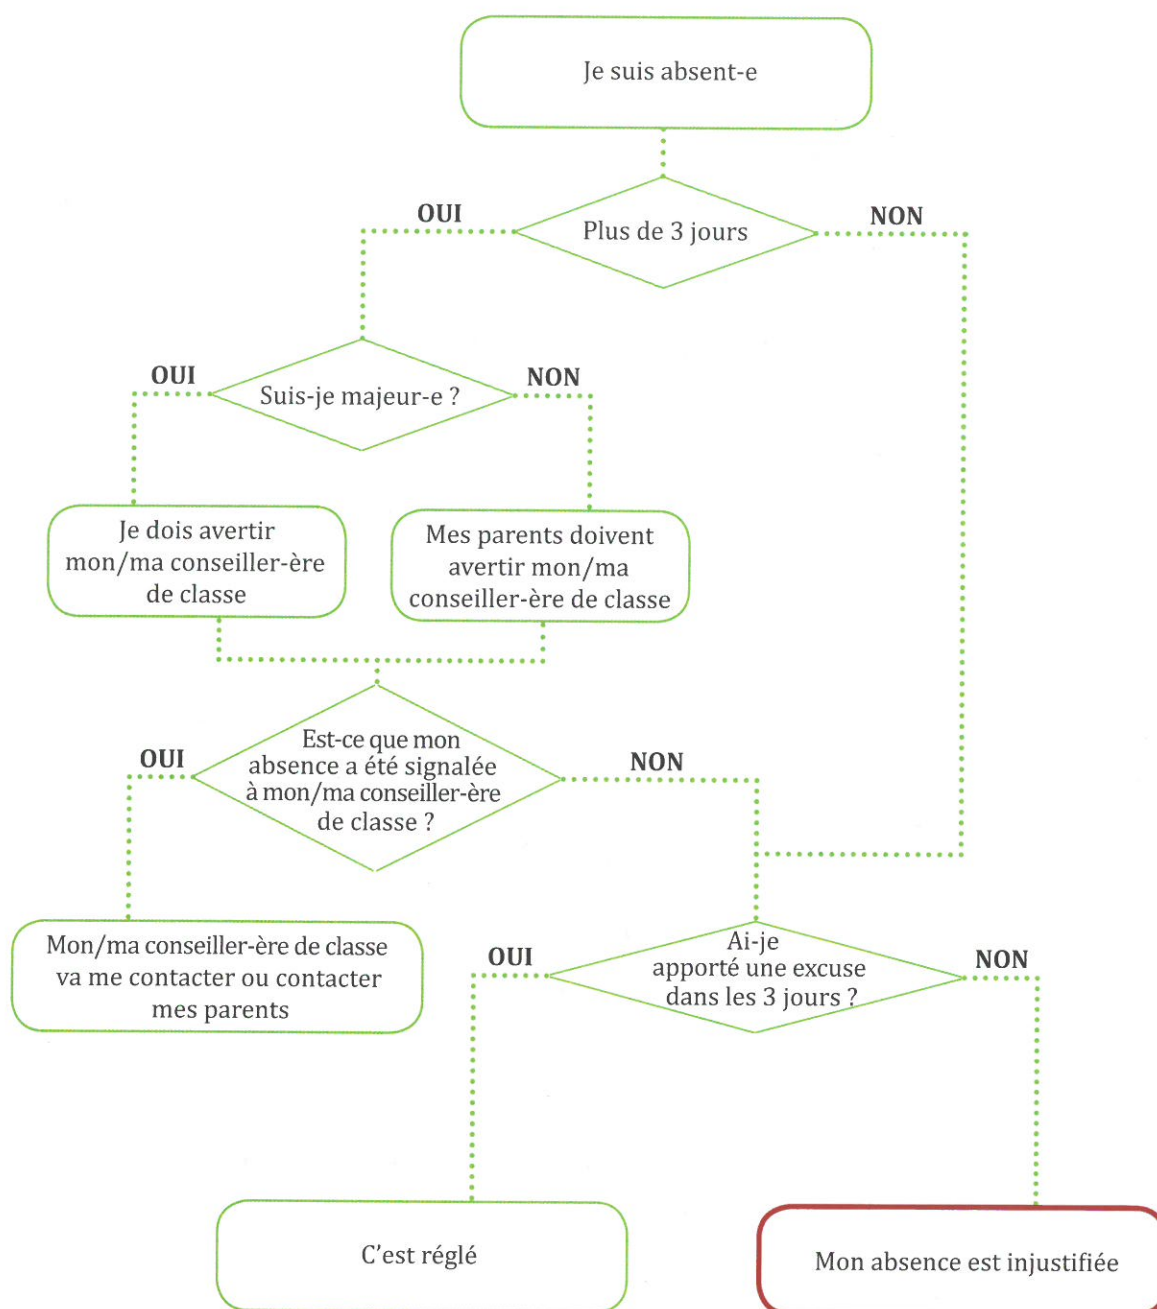 Je suis absent-e
OUI
Plus de 3 jours
NON
OUI
Suis-je majeur-e ?
NON
Je dois avertir
mon/ma conseiller-ère
de classe
Mes parents doivent
avertir mon/ma
conseiller-ère de classe
OUI
Est-ce que mon
absence a été signalée
à mon/ma conseiller-ère
de classe ?
NON
Mon/ma conseiller-ère de classe
va me contacter ou contacter
mes parents
OUI
Ai-je
apporté une excuse
dans les 3 jours ?
NON
C'est réglé
Mon absence est injustifiée